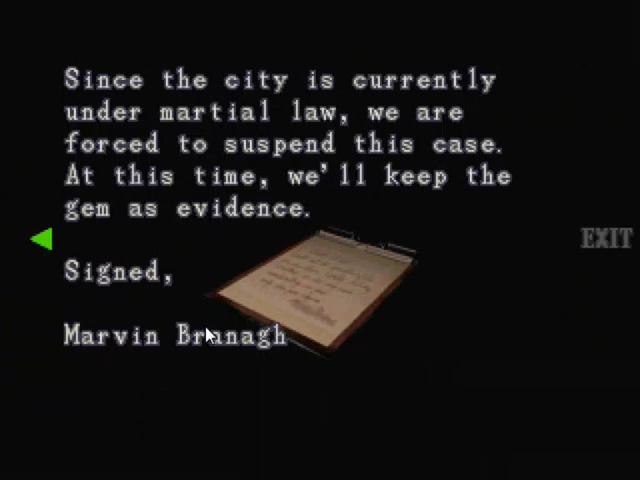 Since the city is currently
under martial law, we are
forced to suspend this case.
At this time, we'll keep the
gem as evidence.
EXIT
Signed,
Marvin Branagh